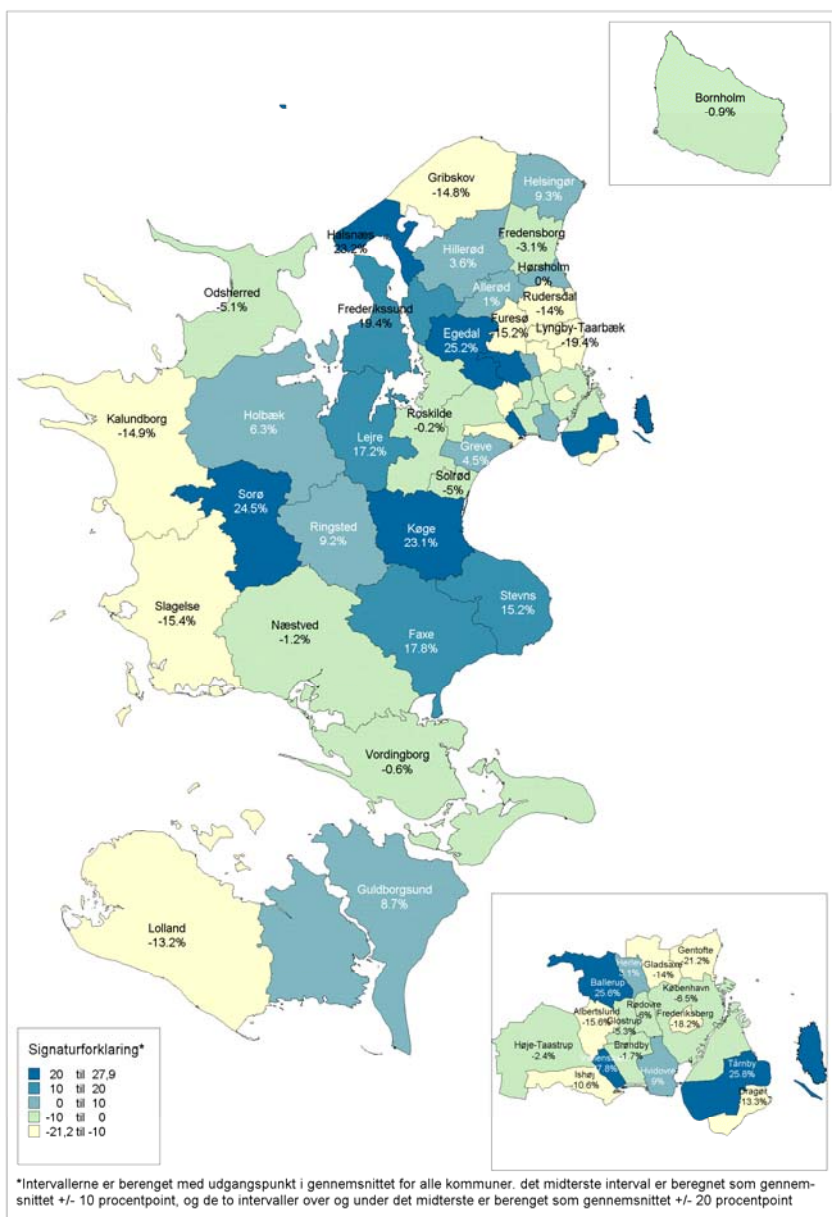 Bornholm
-0.9%
Gribskov
-14.8%
Helsingør
9.3%
Fredensborg
-3.1%
Halsnæs
23.2%
Hillerød
3.6%
Hørsholm
0%
Allerød
1%
Rudersdal
-14%
Odsherred
-5.1%
Frederikssund
19.4%
Furesø
-15.2%
Lyngby-Taarbæk
-19.4%
Egedal
25.2%
Kalundborg
-14.9%
Holbæk
6.3%
Roskilde
-0.2%
Lejre
17.2%
Greve
4.5%
Solrød
-5%
Sorø
24.5%
Ringsted
9.2%
Køge
23.1%
Stevns
15.2%
Slagelse
-15.4%
Næstved
-1.2%
Faxe
17.8%
Vordingborg
-0.6%
Guldborgsund
8.7%
Lolland
-13.2%
Gentofte
-21.2%
Gladsaxe
-14%
Ballerup
25.6%
København
-6.5%
Rødovre
Frederiksberg
-18.2%
Albertslund
-15.6%
Glostrup
Høje-Taastrup
-2.4%
Brøndby
-1.7%
Ishøj
-10.6%
Hvidovre
9%
Tårnby
25.8%
Dragør
Signaturforklaring*
20 til 27,9
10 til 20
0 til 10
-10 til 0
-21,2 til -10
*Intervallerne er berenget med udgangspunkt i gennemsnittet for alle kommuner. det midterste interval er beregnet som gennem-
snittet +/- 10 procentpoint, og de to intervaller over og under det midterste er berenget som gennemsnittet +/- 20 procentpoint